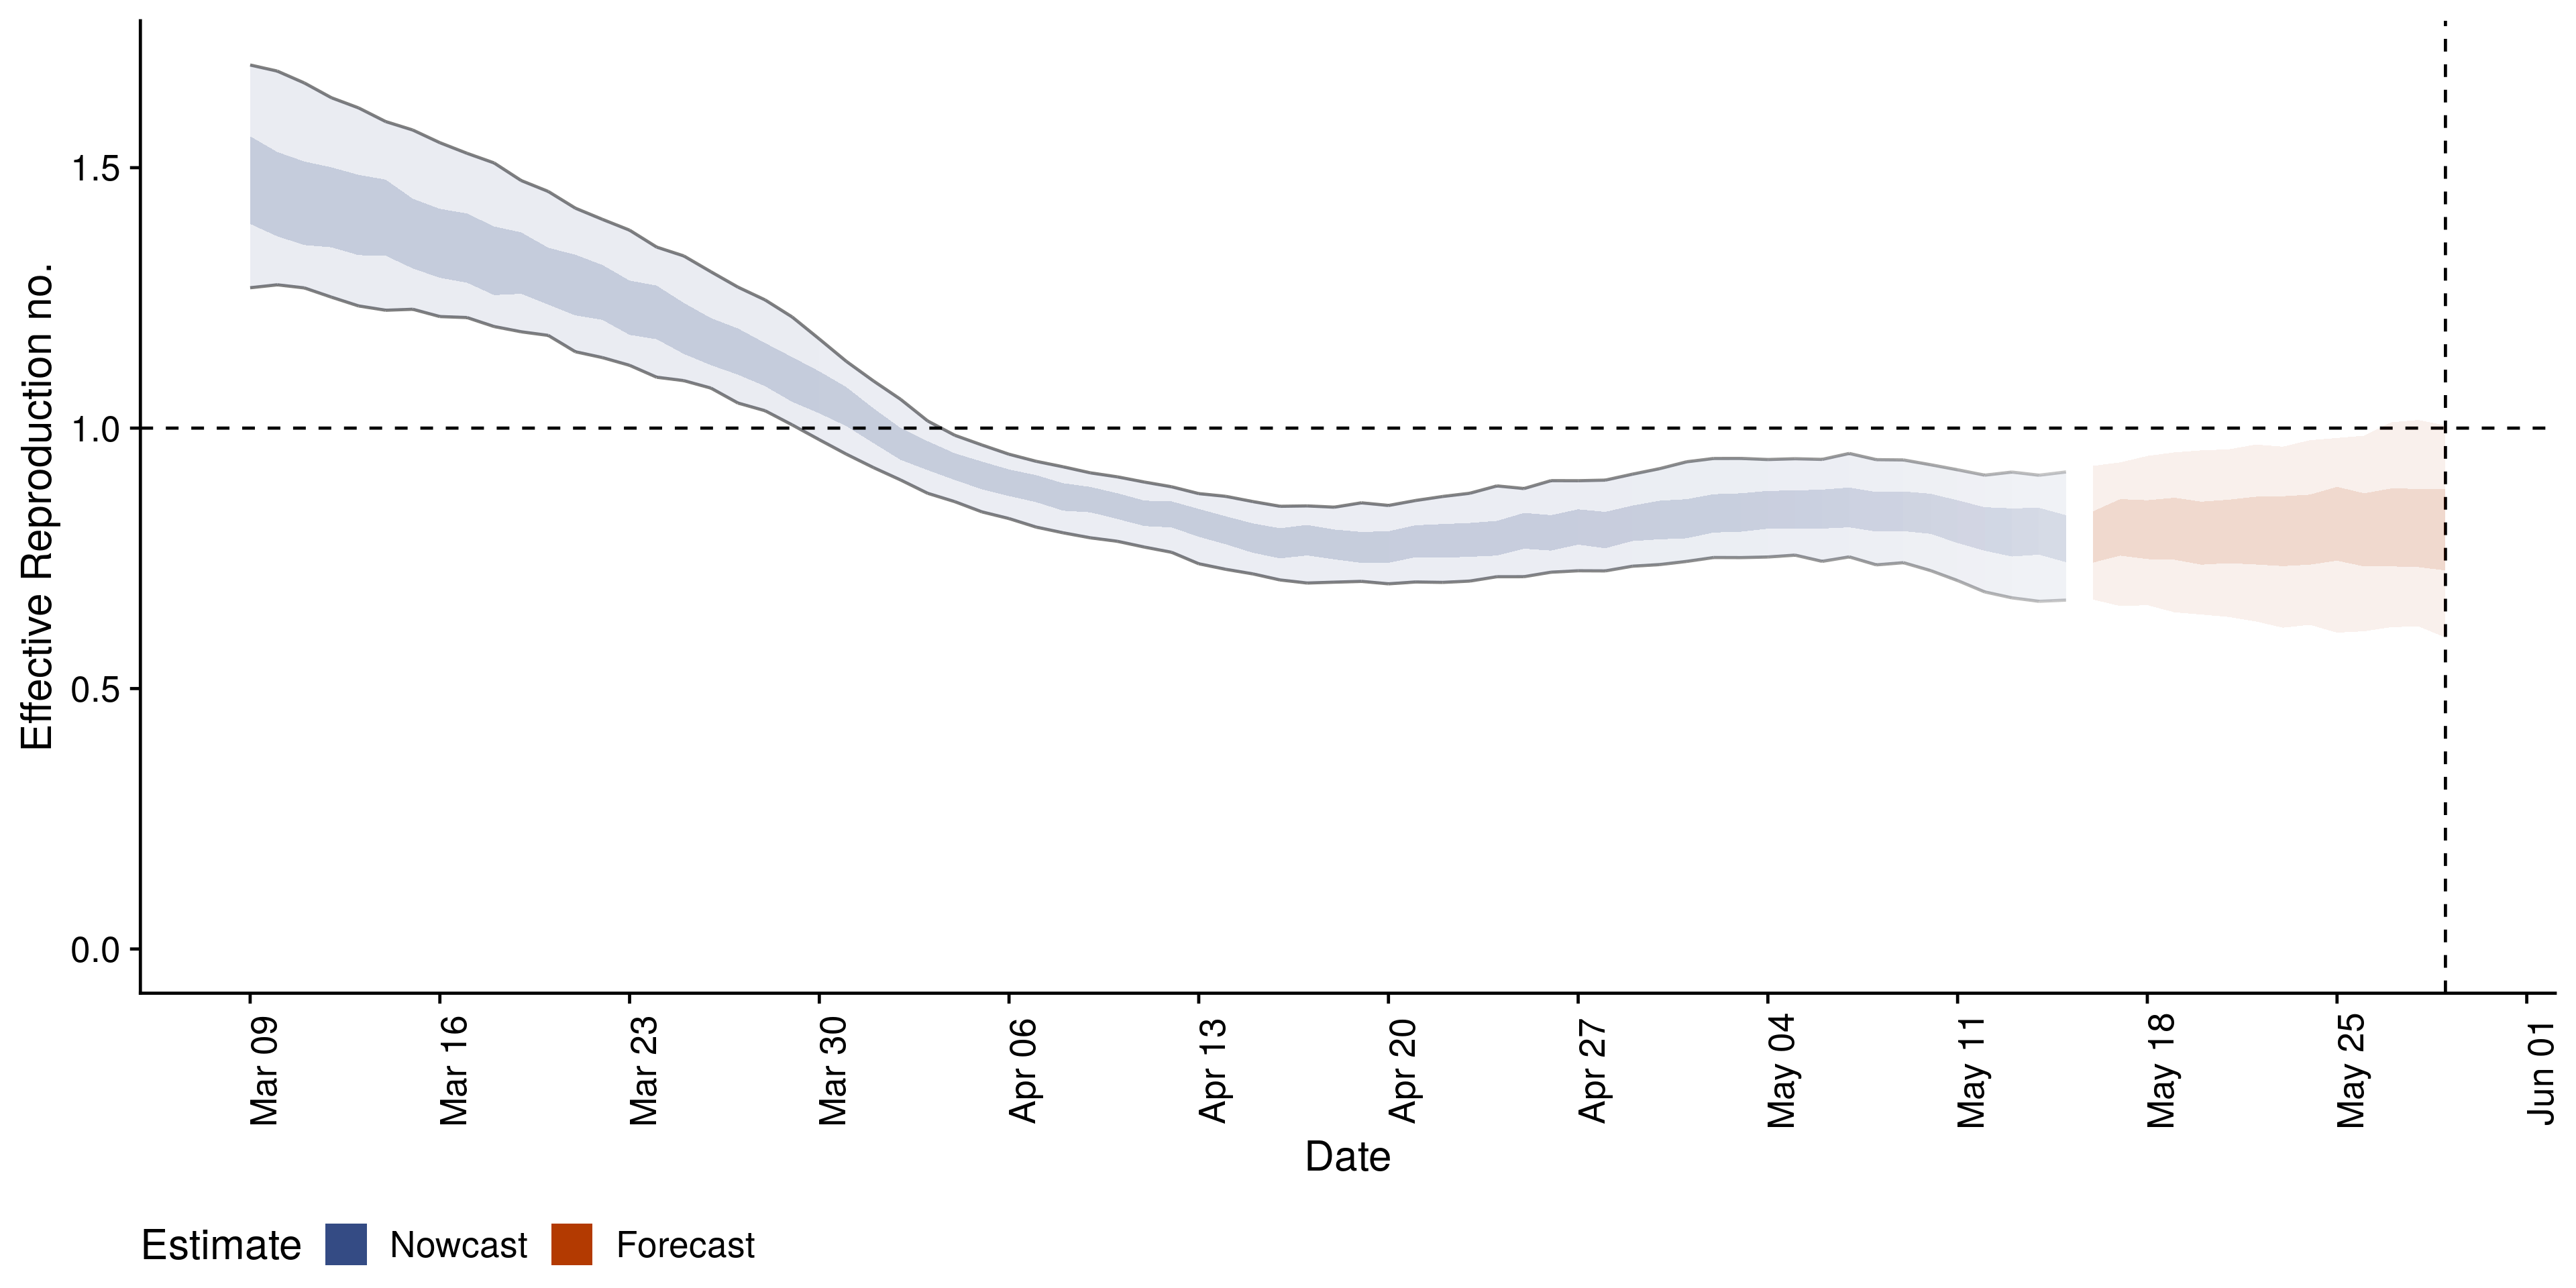 Effective Reproduction no.
1.5
1.0
0.5
0.0
Mar 09
Mar 16
Mar 23
Mar 30
Apr 06
Apr 13
Apr 20
Apr 27
May 04
May 11
May 18
May 25
Jun 01
Date
Estimate Nowcast Forecast